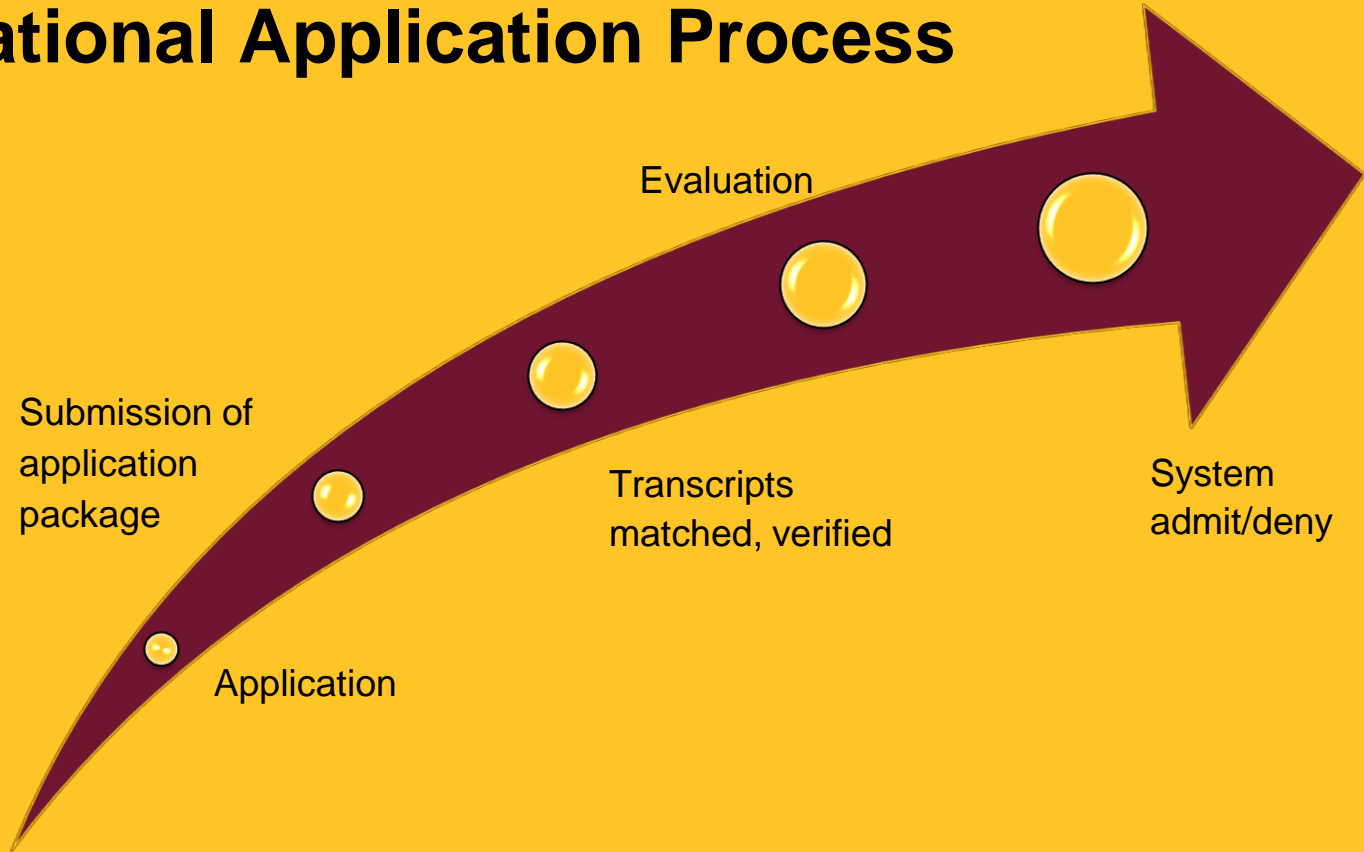 ational Application Process
Evaluation
Submission of
application
package
Transcripts
matched, verified
System
admit/deny
Application